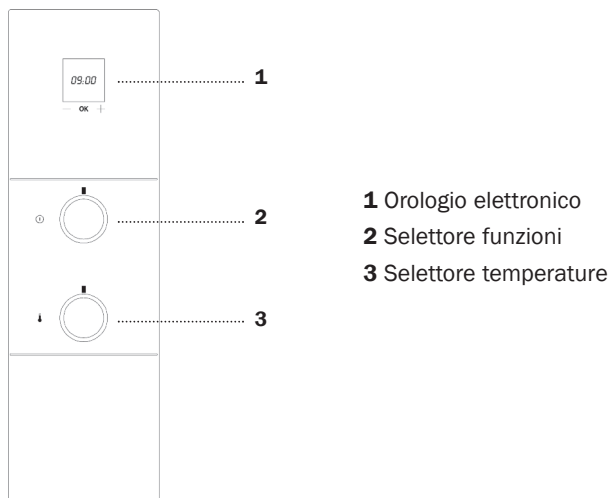 09:00
1
— OK +
2
3
1 Orologio elettronico
2 Selettore funzioni
3 Selettore temperature